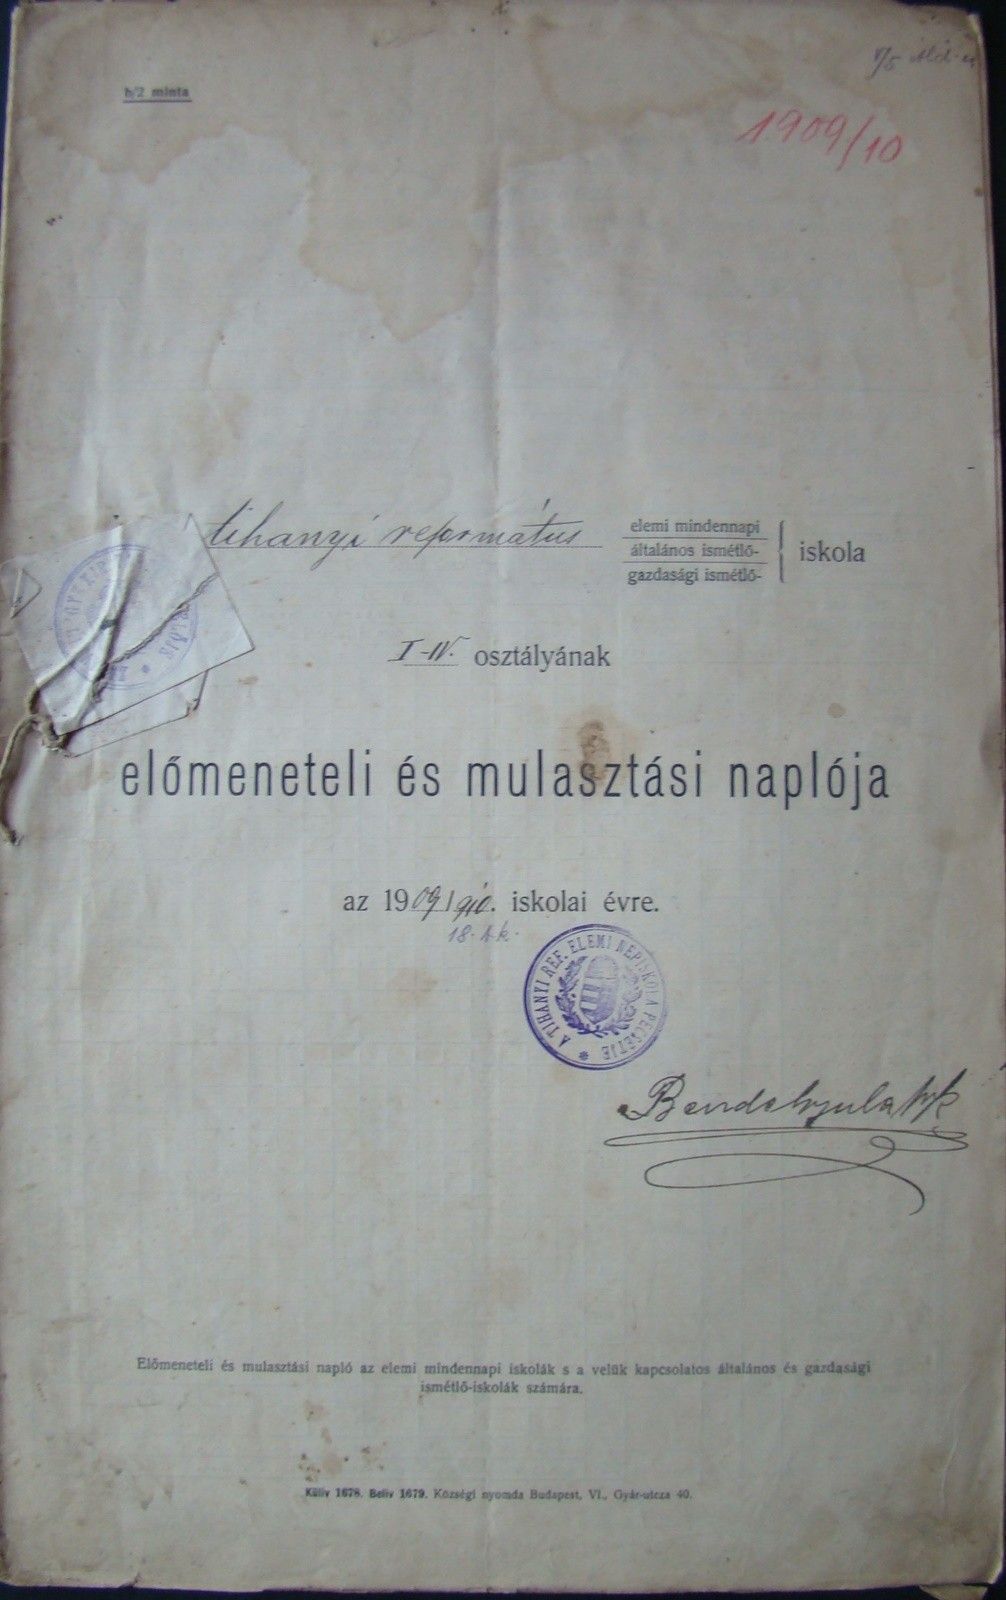 h/2 minta
1909/10
tihanyi református
elemi mindennapi
általános ismétlő-
gazdasági ismétlő-
iskola
I-IV. osztályának
előmeneteli és mulasztási naplója
az 1909/910. iskolai évre.
A TIHANYI REF. ELEMI NÉPISKOLA PECSÉTJE *
Előmeneteli és mulasztási napló az elemi mindennapi iskolák s a velük kapcsolatos általános és gazdasági
ismétlő-iskolák számára.
Küliv 1678. Beliv 1679. Községi nyomda Budapest, VI., Gyár-utcza 40.